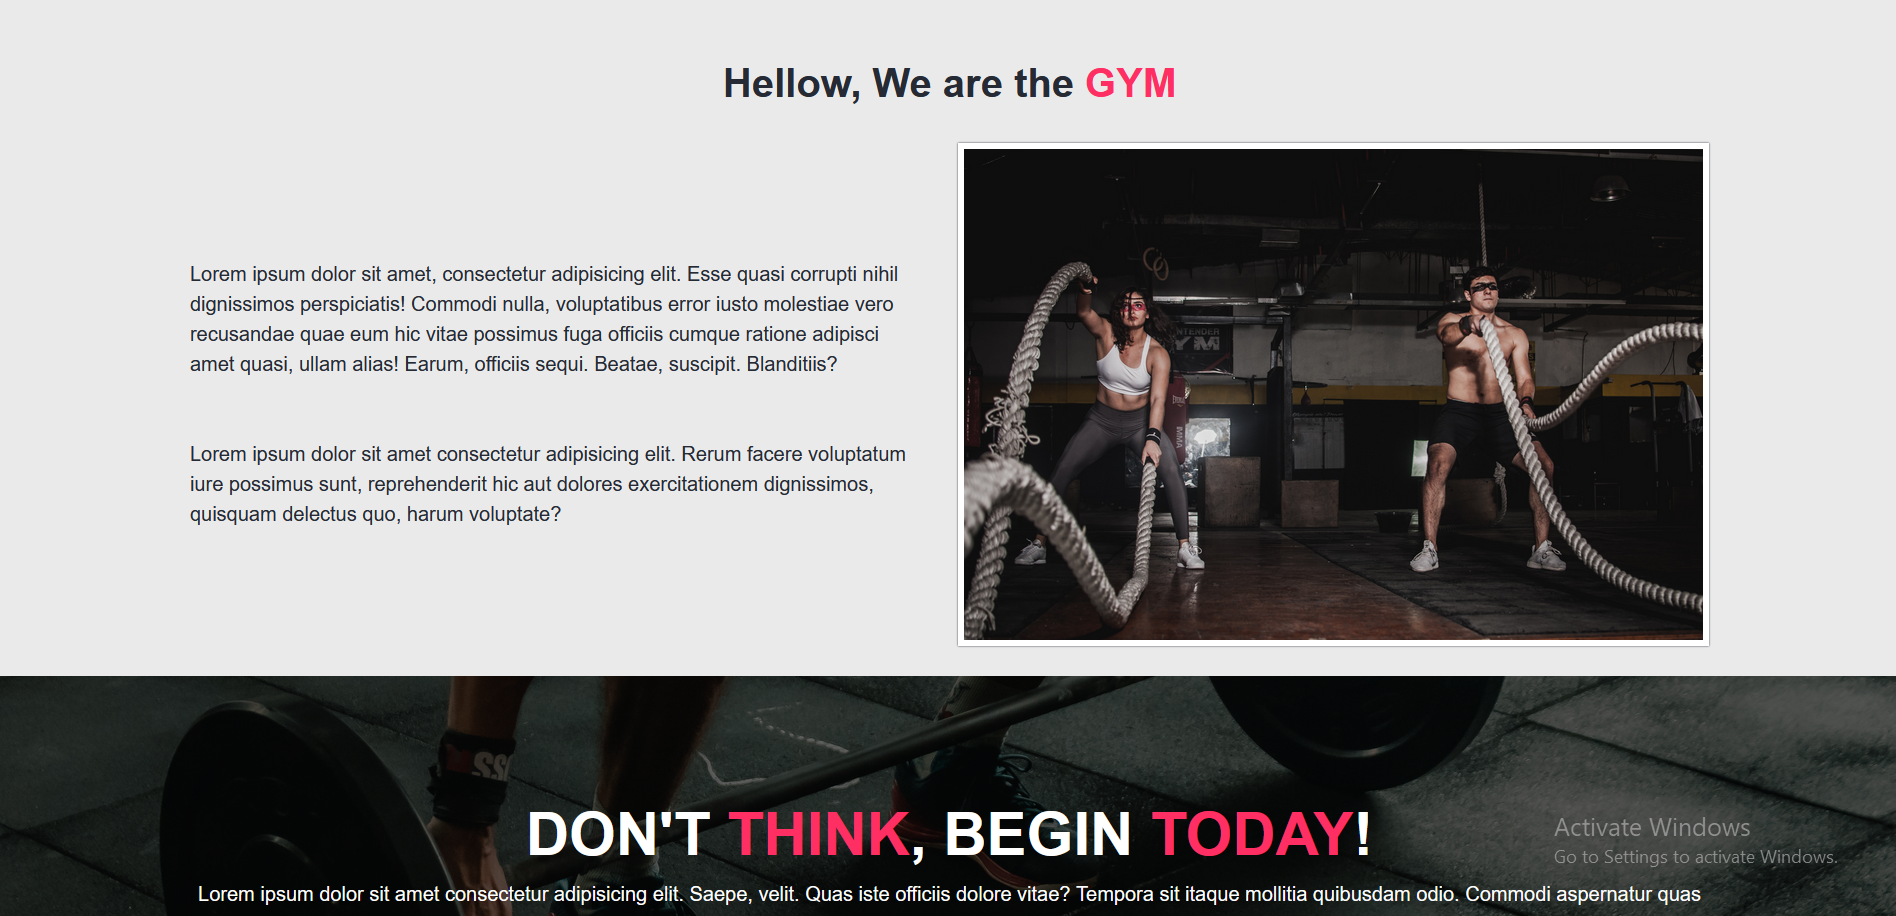 Hellow, We are the GYM
Lorem ipsum dolor sit amet, consectetur adipisicing elit. Esse quasi corrupti nihil
dignissimos perspiciatis! Commodi nulla, voluptatibus error iusto molestiae vero
recusandae quae eum hic vitae possimus fuga officiis cumque ratione adipisci
amet quasi, ullam alias! Earum, officiis sequi. Beatae, suscipit. Blanditiis?
Lorem ipsum dolor sit amet consectetur adipisicing elit. Rerum facere voluptatum
iure possimus sunt, reprehenderit hic aut dolores exercitationem dignissimos,
quisquam delectus quo, harum voluptate?
MMA
DON'T THINK, BEGIN TODAY!
Activate Windows
Go to Settings to activate Windows.
Lorem ipsum dolor sit amet consectetur adipisicing elit. Saepe, velit. Quas iste officiis dolore vitae? Tempora sit itaque mollitia quibusdam odio. Commodi aspernatur quas